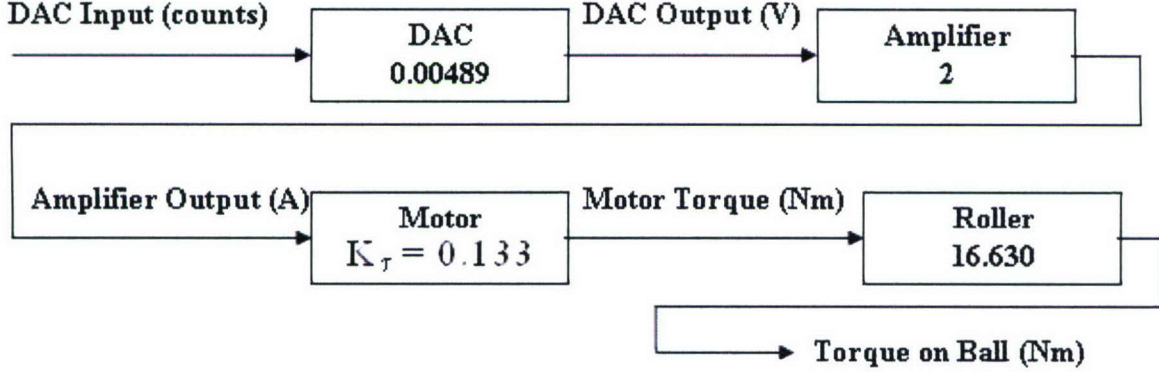 DAC Input (counts)
DAC
0.00489
DAC Output (V)
Amplifier
2
Amplifier Output (A)
Motor
K_τ = 0.133
Motor Torque (Nm)
Roller
16.630
Torque on Ball (Nm)